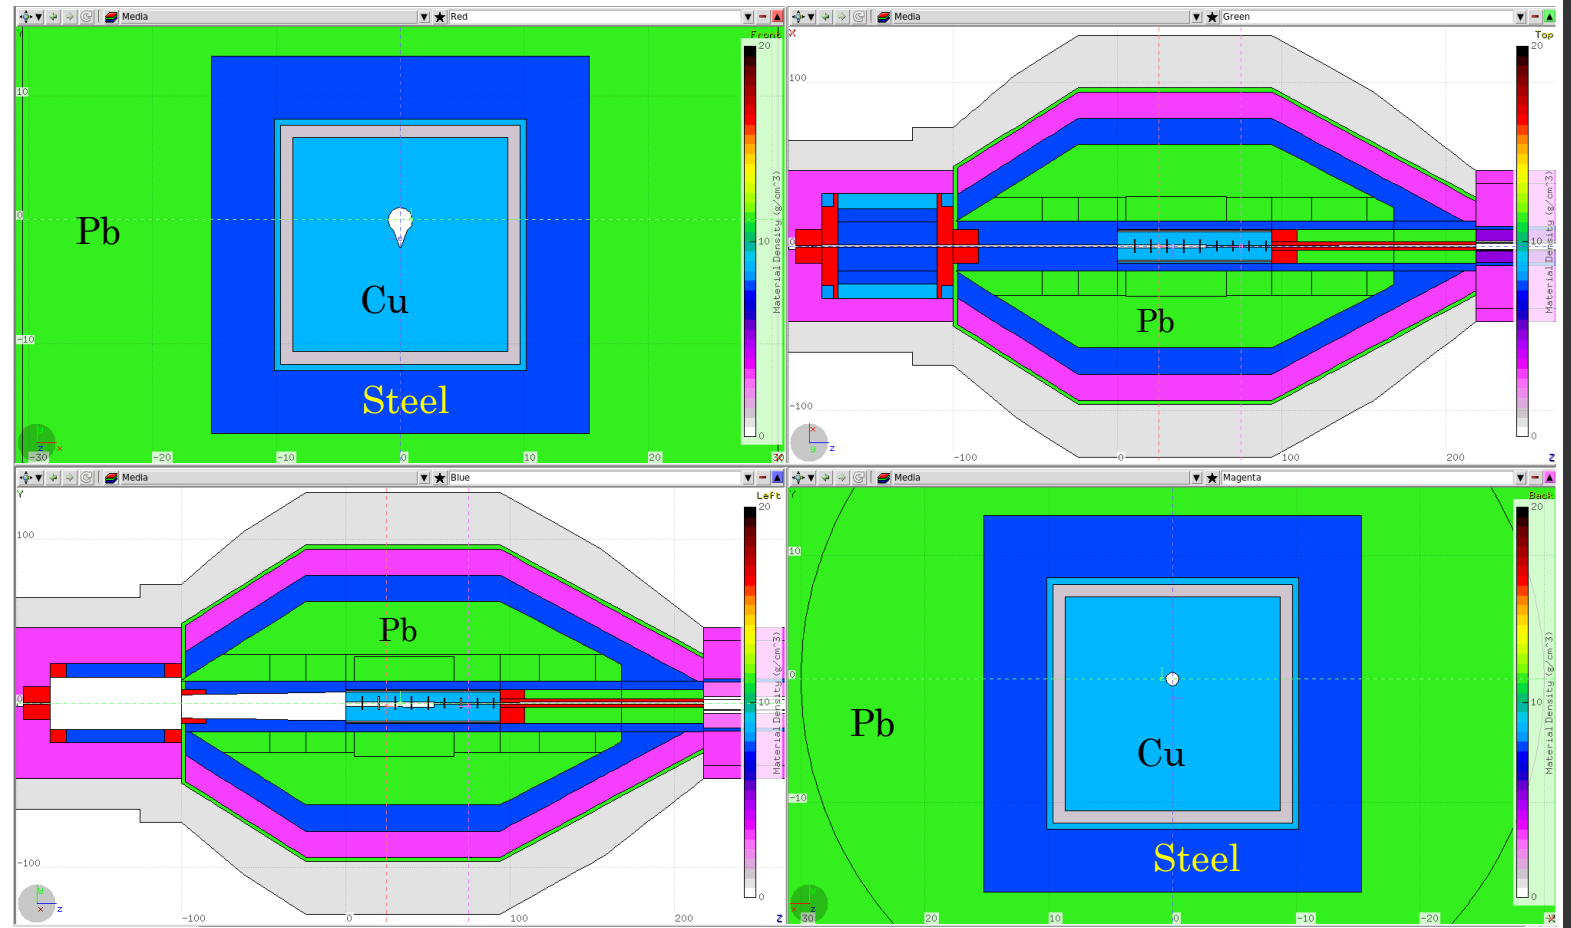 Media Red
Y Front
20
10
Pb
0
Cu
10
Material Density (g/cm^3)
-10
Steel
0
z x
-30 -20 -10 0 10 20 30 X
Media Green
X Top
20
100
0
10
Material Density (g/cm^3)
Pb
-100
x
y z
0
-100 0 100 200 Z
Media Blue
Y Left
20
100
Pb
0
10
Material Density (g/cm^3)
-100
y
x z
0
-100 0 100 200 Z
Media Magenta
Y Back
20
10
0
Pb
10
Cu
Material Density (g/cm^3)
-10
Steel
0
30 20 10 0 -10 -20 X